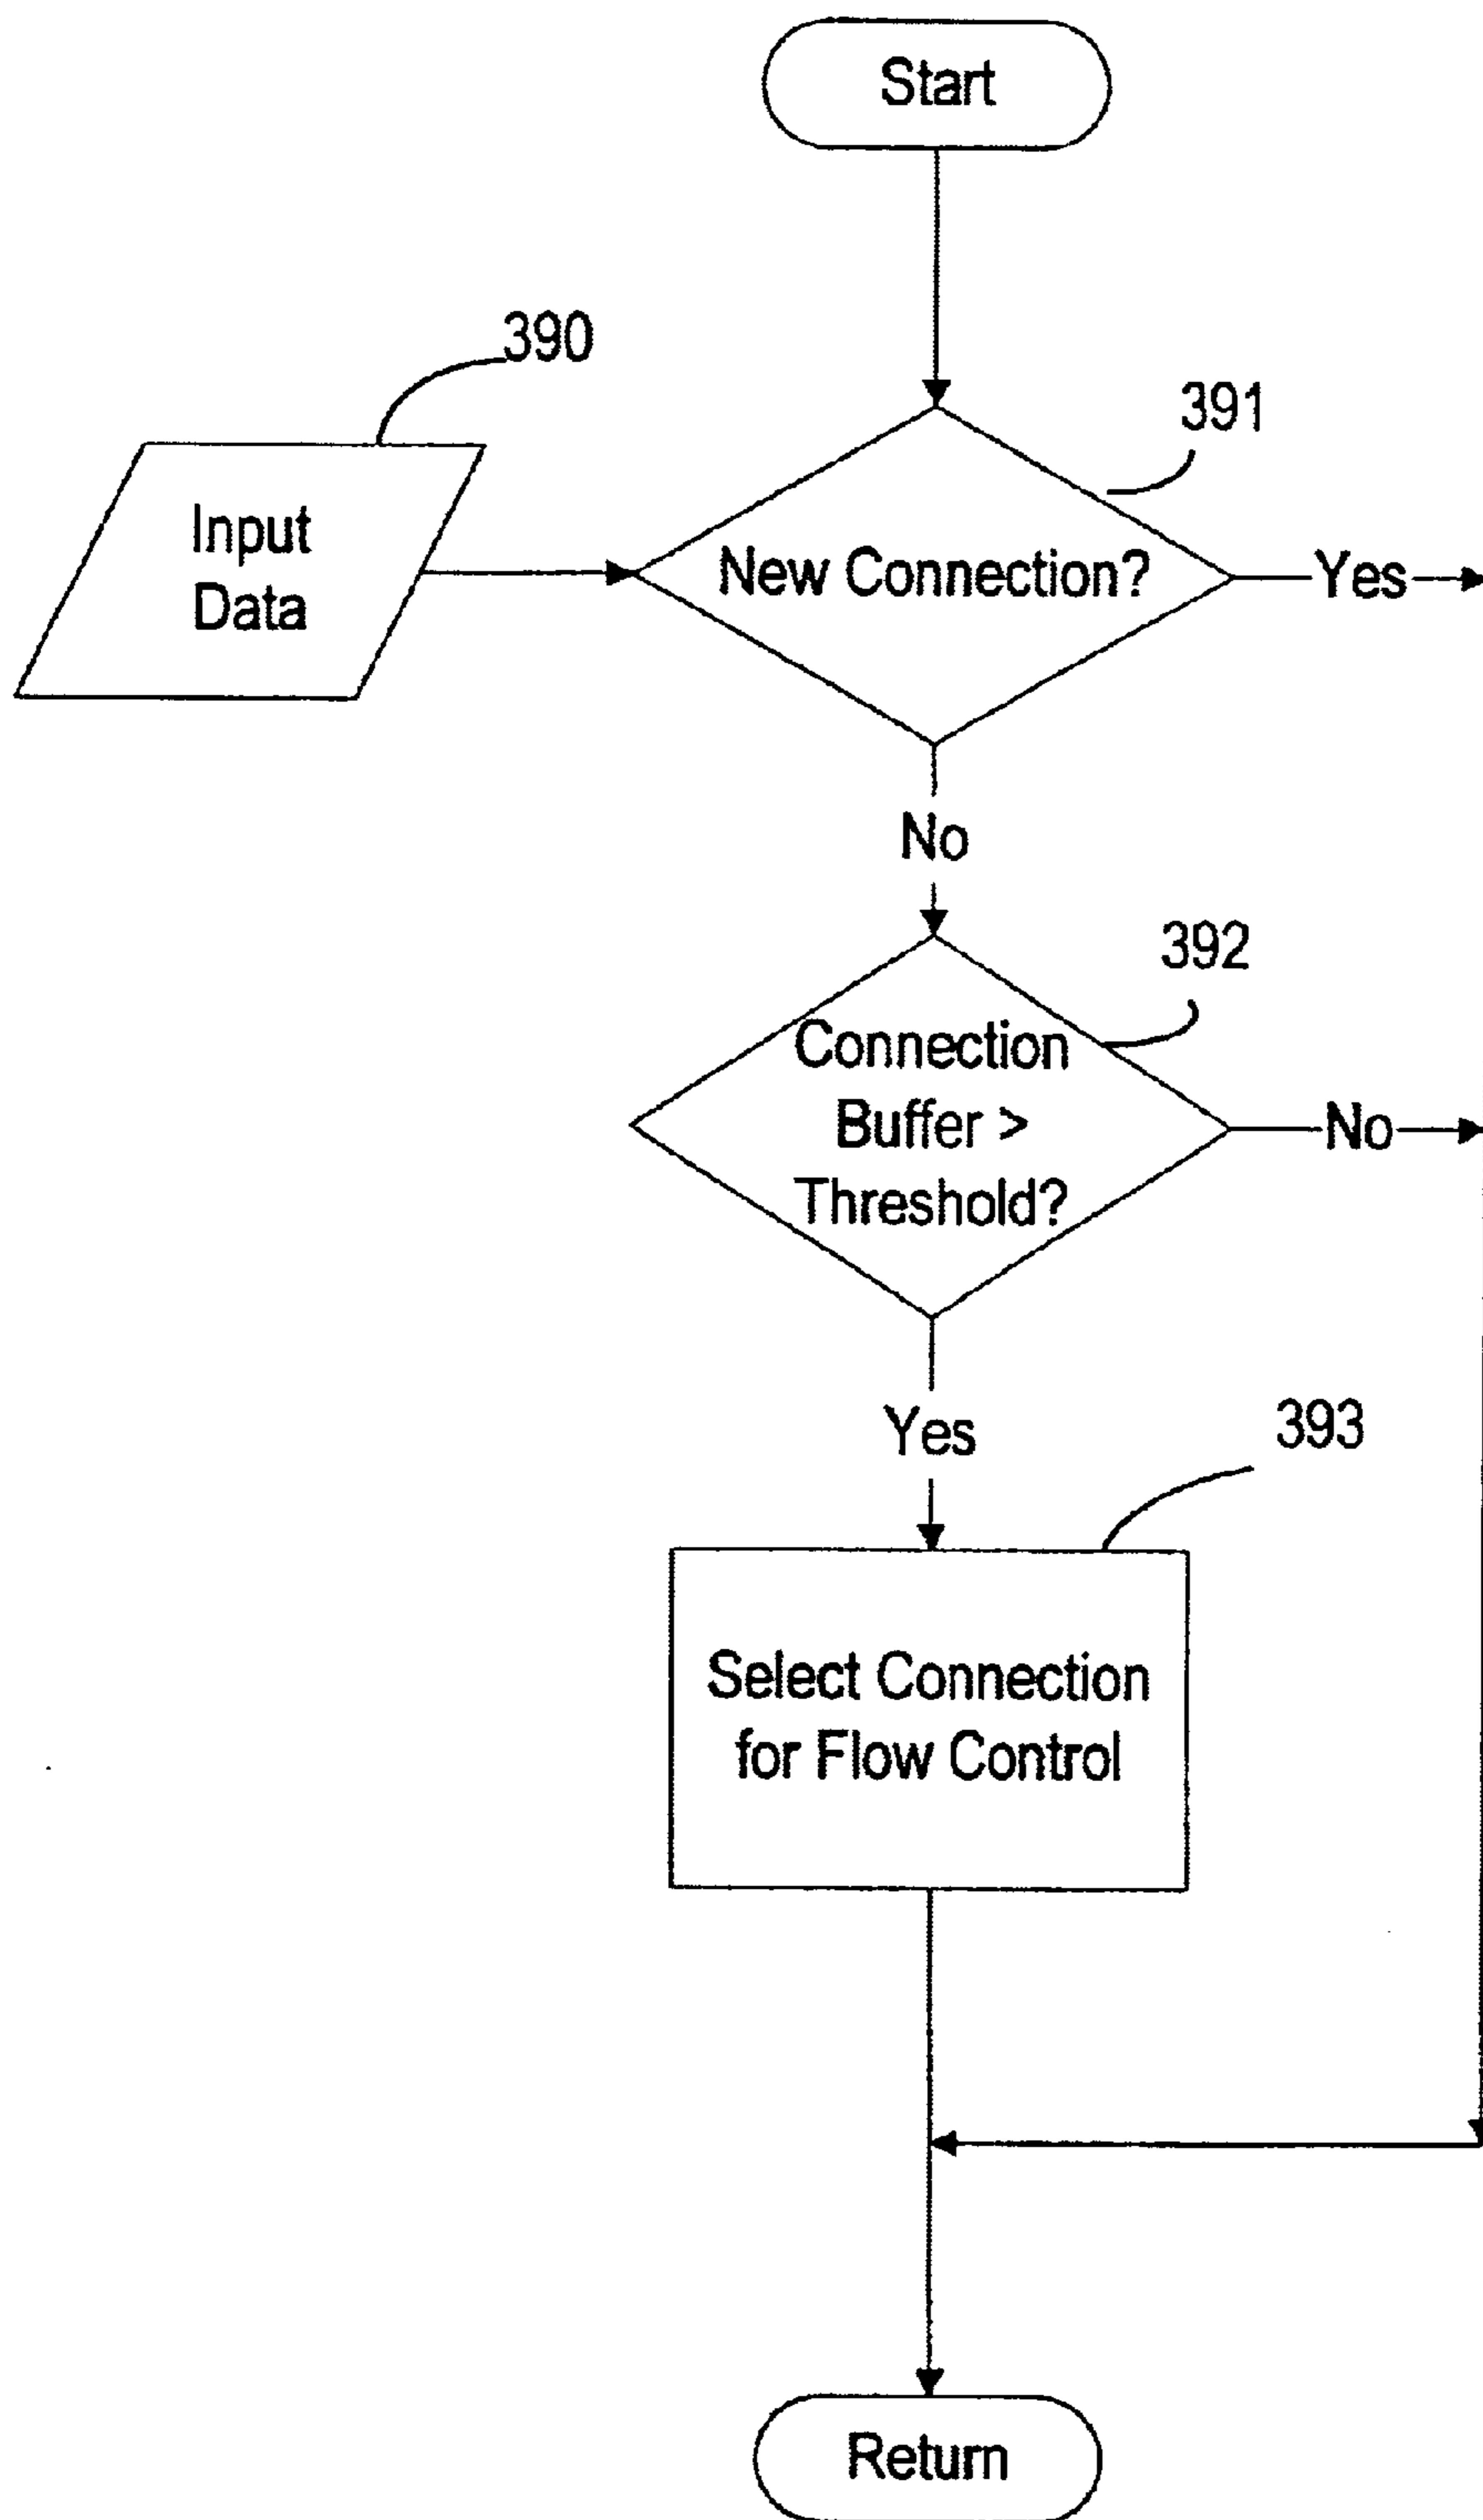 Start
390
391
Input
Data
New Connection?
Yes
No
392
Connection
Buffer >
Threshold?
No
Yes
393
Select Connection
for Flow Control
Return